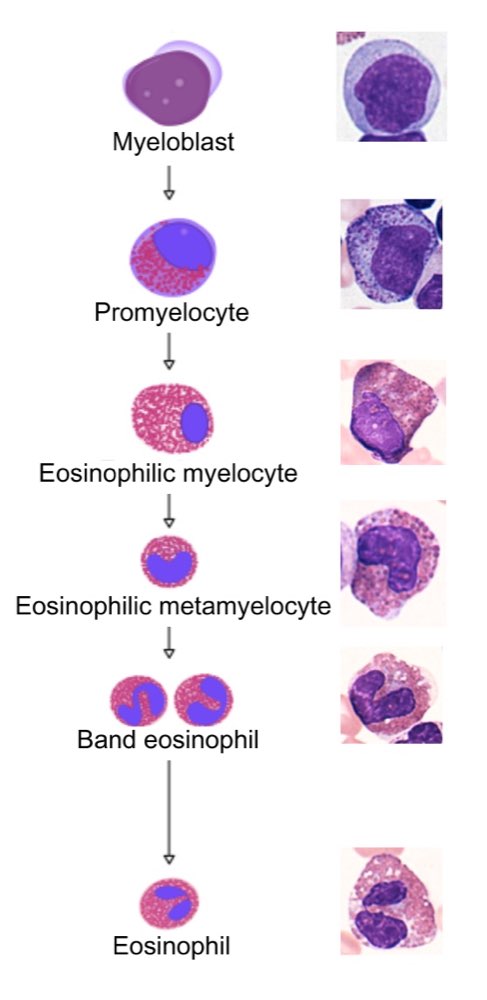 Myeloblast
Promyelocyte
Eosinophilic myelocyte
Eosinophilic metamyelocyte
Band eosinophil
Eosinophil